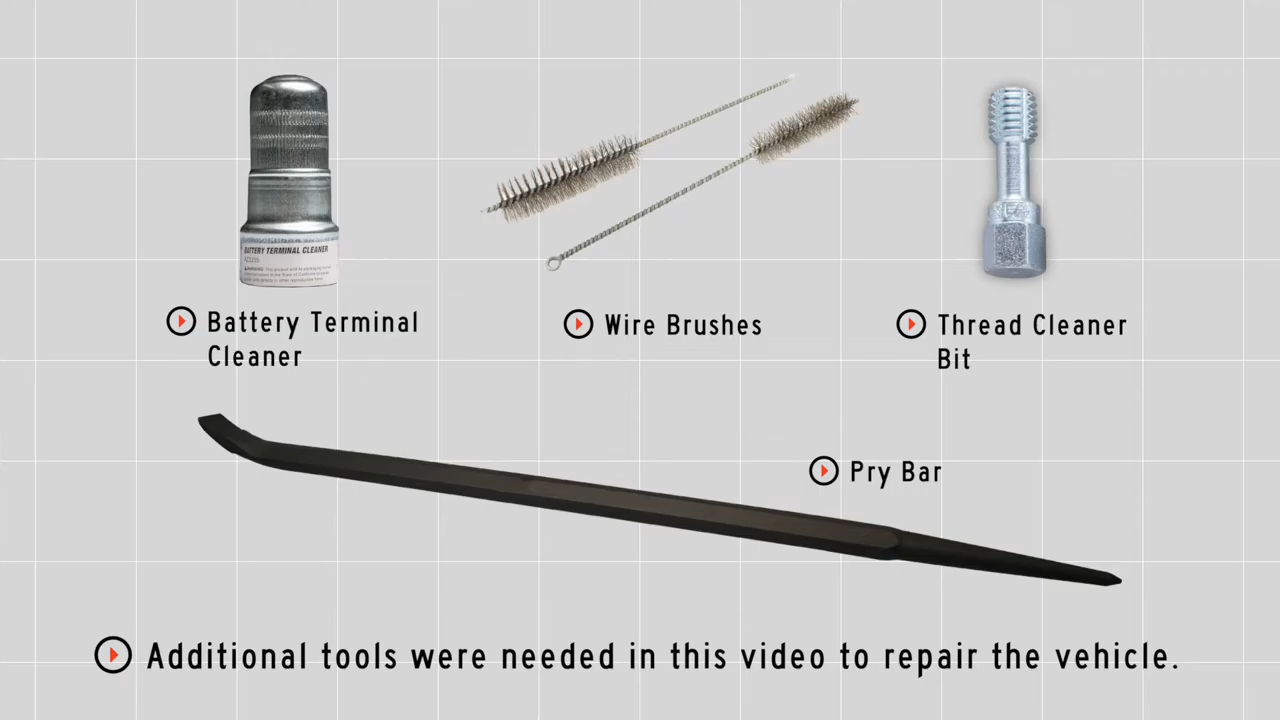 BATTERY TERMINAL CLEANER
Battery Terminal
Cleaner
Wire Brushes
Thread Cleaner
Bit
Pry Bar
Additional tools were needed in this video to repair the vehicle.